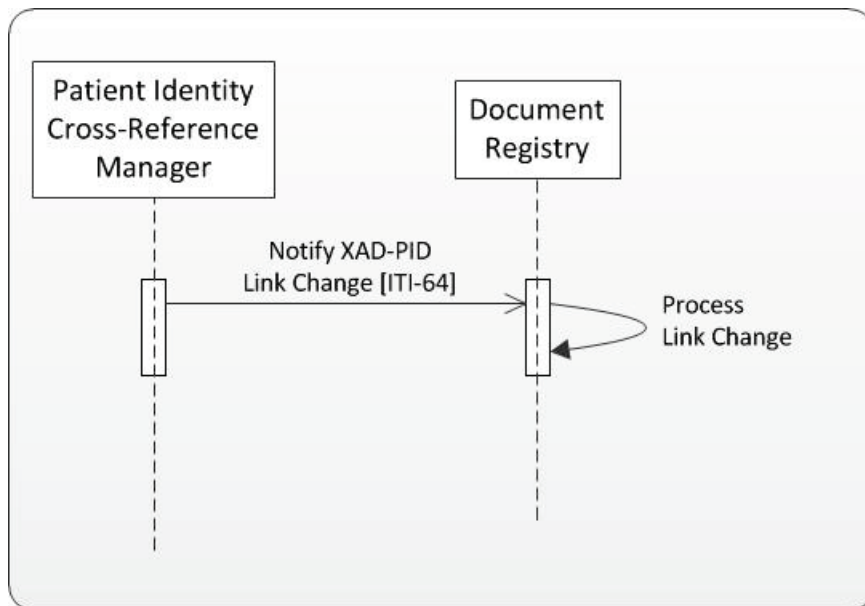 Patient Identity
Cross-Reference
Manager
Document
Registry
Notify XAD-PID
Link Change [ITI-64]
Process
Link Change